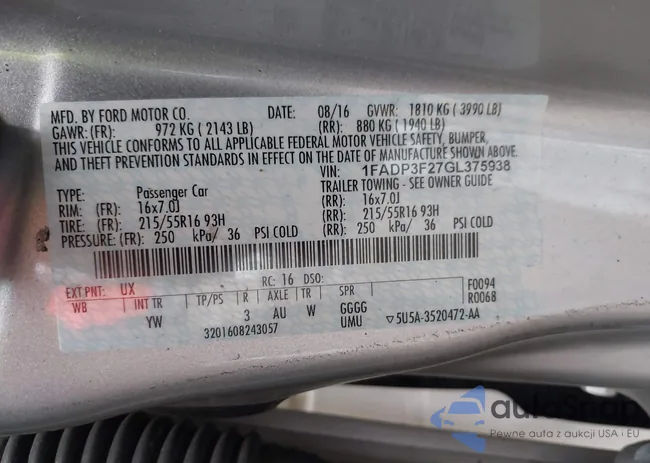 MFD. BY FORD MOTOR CO. DATE: 08/16 GVWR: 1810 KG ( 3990 LB)
GAWR: (FR): 972 KG ( 2143 LB) (RR): 880 KG ( 1940 LB)
THIS VEHICLE CONFORMS TO ALL APPLICABLE FEDERAL MOTOR VEHICLE SAFETY, BUMPER,
AND THEFT PREVENTION STANDARDS IN EFFECT ON THE DATE OF MANUFACTURE SHOWN ABOVE.
VIN: 1FADP3F27GL375938
TYPE: Passenger Car TRAILER TOWING - SEE OWNER GUIDE
RIM: (FR): 16x7.0J (RR): 16x7.0J
TIRE: (FR): 215/55R16 93H (RR): 215/55R16 93H
PRESSURE: (FR): 250 kPa/ 36 PSI COLD (RR): 250 kPa/ 36 PSI COLD
EXT PNT: UX RC: 16 DSO: F0094
WB INT TR TP/PS R AXLE TR SPR R0068
YW 3 AU W GGGG
3201608243057 UMU ▽5U5A-3520472-AA
autoSnap
Pewne auta z aukcji USA i EU